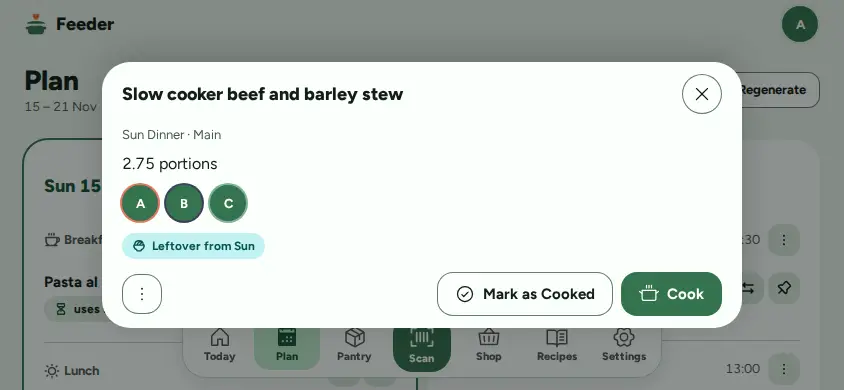 Feeder
A
Plan
15 – 21 Nov
Regenerate
Slow cooker beef and barley stew
Sun Dinner · Main
2.75 portions
A B C
Leftover from Sun
Mark as Cooked
Cook
Sun 15
Breakf
:30
Pasta al
uses
Today
Plan
Pantry
Scan
Shop
Recipes
Settings
Lunch
13:00